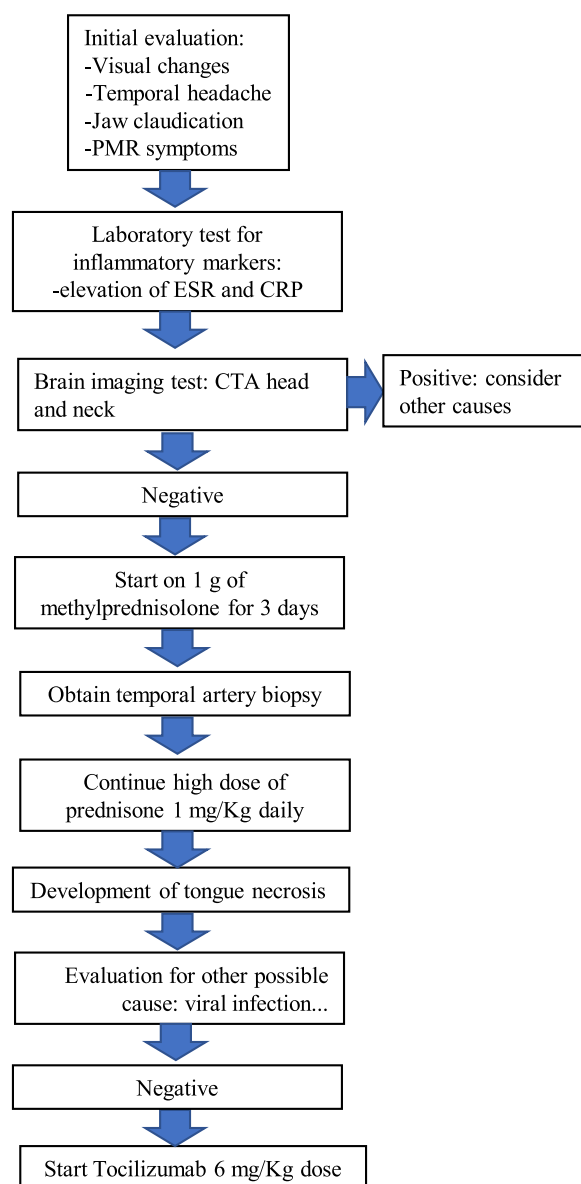 Initial evaluation:
-Visual changes
-Temporal headache
-Jaw claudication
-PMR symptoms
Laboratory test for
inflammatory markers:
-elevation of ESR and CRP
Brain imaging test: CTA head
and neck
Positive: consider
other causes
Negative
Start on 1 g of
methylprednisolone for 3 days
Obtain temporal artery biopsy
Continue high dose of
prednisone 1 mg/Kg daily
Development of tongue necrosis
Evaluation for other possible
cause: viral infection...
Negative
Start Tocilizumab 6 mg/Kg dose